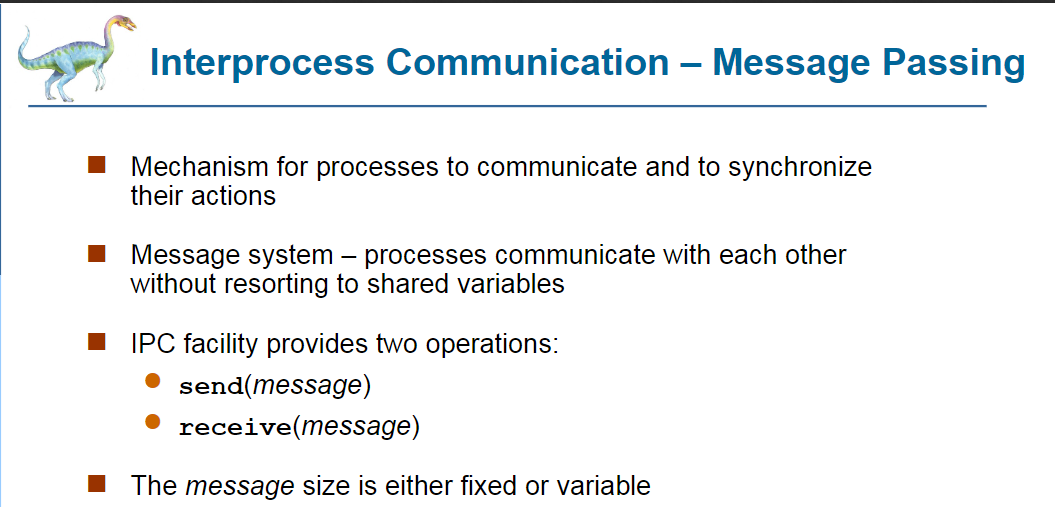 Interprocess Communication – Message Passing
Mechanism for processes to communicate and to synchronize
their actions
Message system – processes communicate with each other
without resorting to shared variables
IPC facility provides two operations:
send(message)
receive(message)
The message size is either fixed or variable